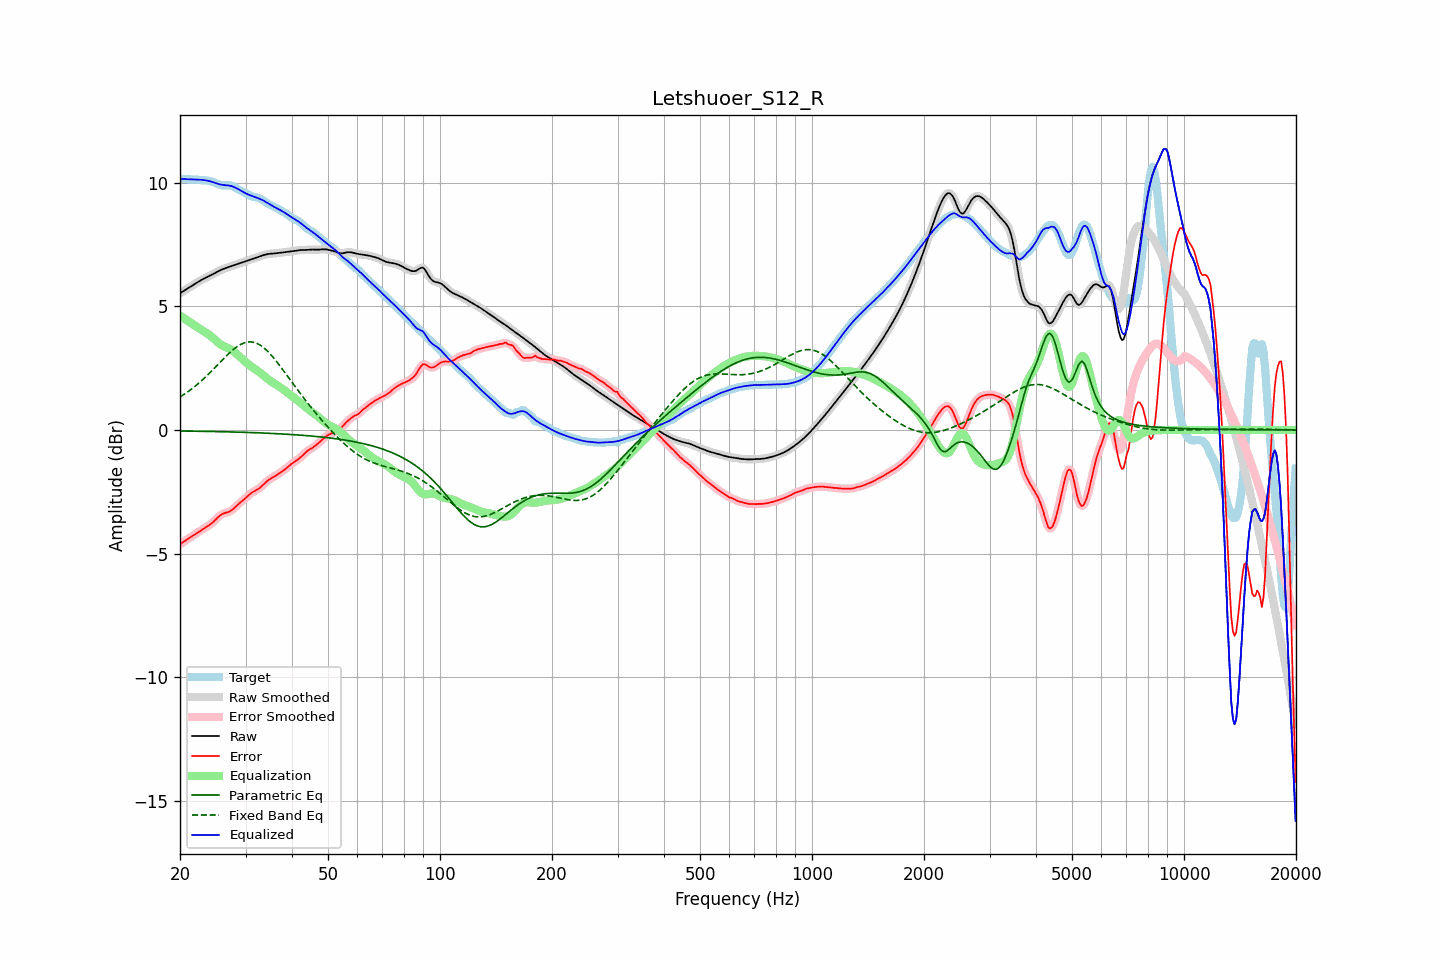 Letshuoer_S12_R
Amplitude (dBr)
10
5
0
−5
−10
−15
Target
Raw Smoothed
Error Smoothed
Raw
Error
Equalization
Parametric Eq
Fixed Band Eq
Equalized
20 50 100 200 500 1000 2000 5000 10000 20000
Frequency (Hz)